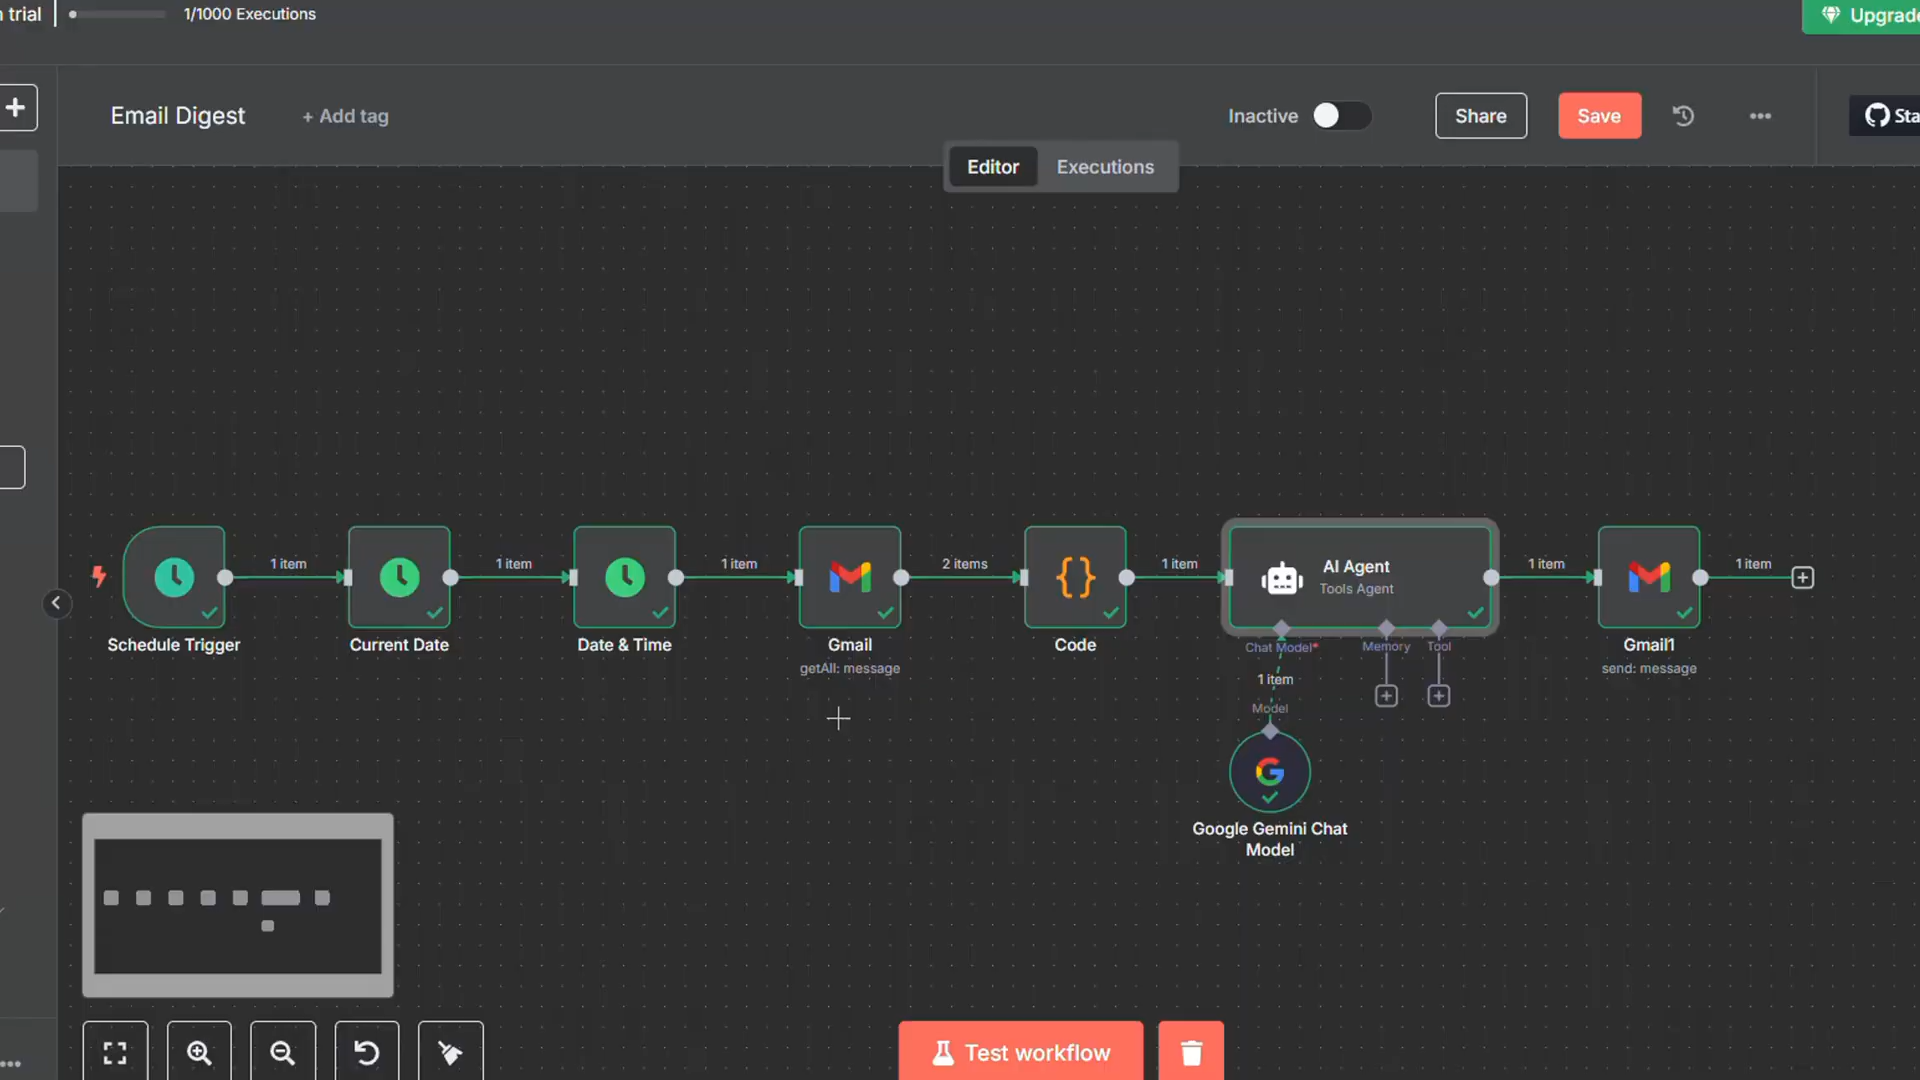 n trial
1/1000 Executions
Upgrade
Email Digest
+ Add tag
Inactive
Share
Save
Sta
Editor
Executions
1 item
1 item
1 item
2 items
1 item
1 item
1 item
AI Agent
Tools Agent
Schedule Trigger
Current Date
Date & Time
Gmail
getAll: message
Code
Chat Model*
Memory
Tool
Gmail1
send: message
1 item
Model
Google Gemini Chat
Model
Test workflow